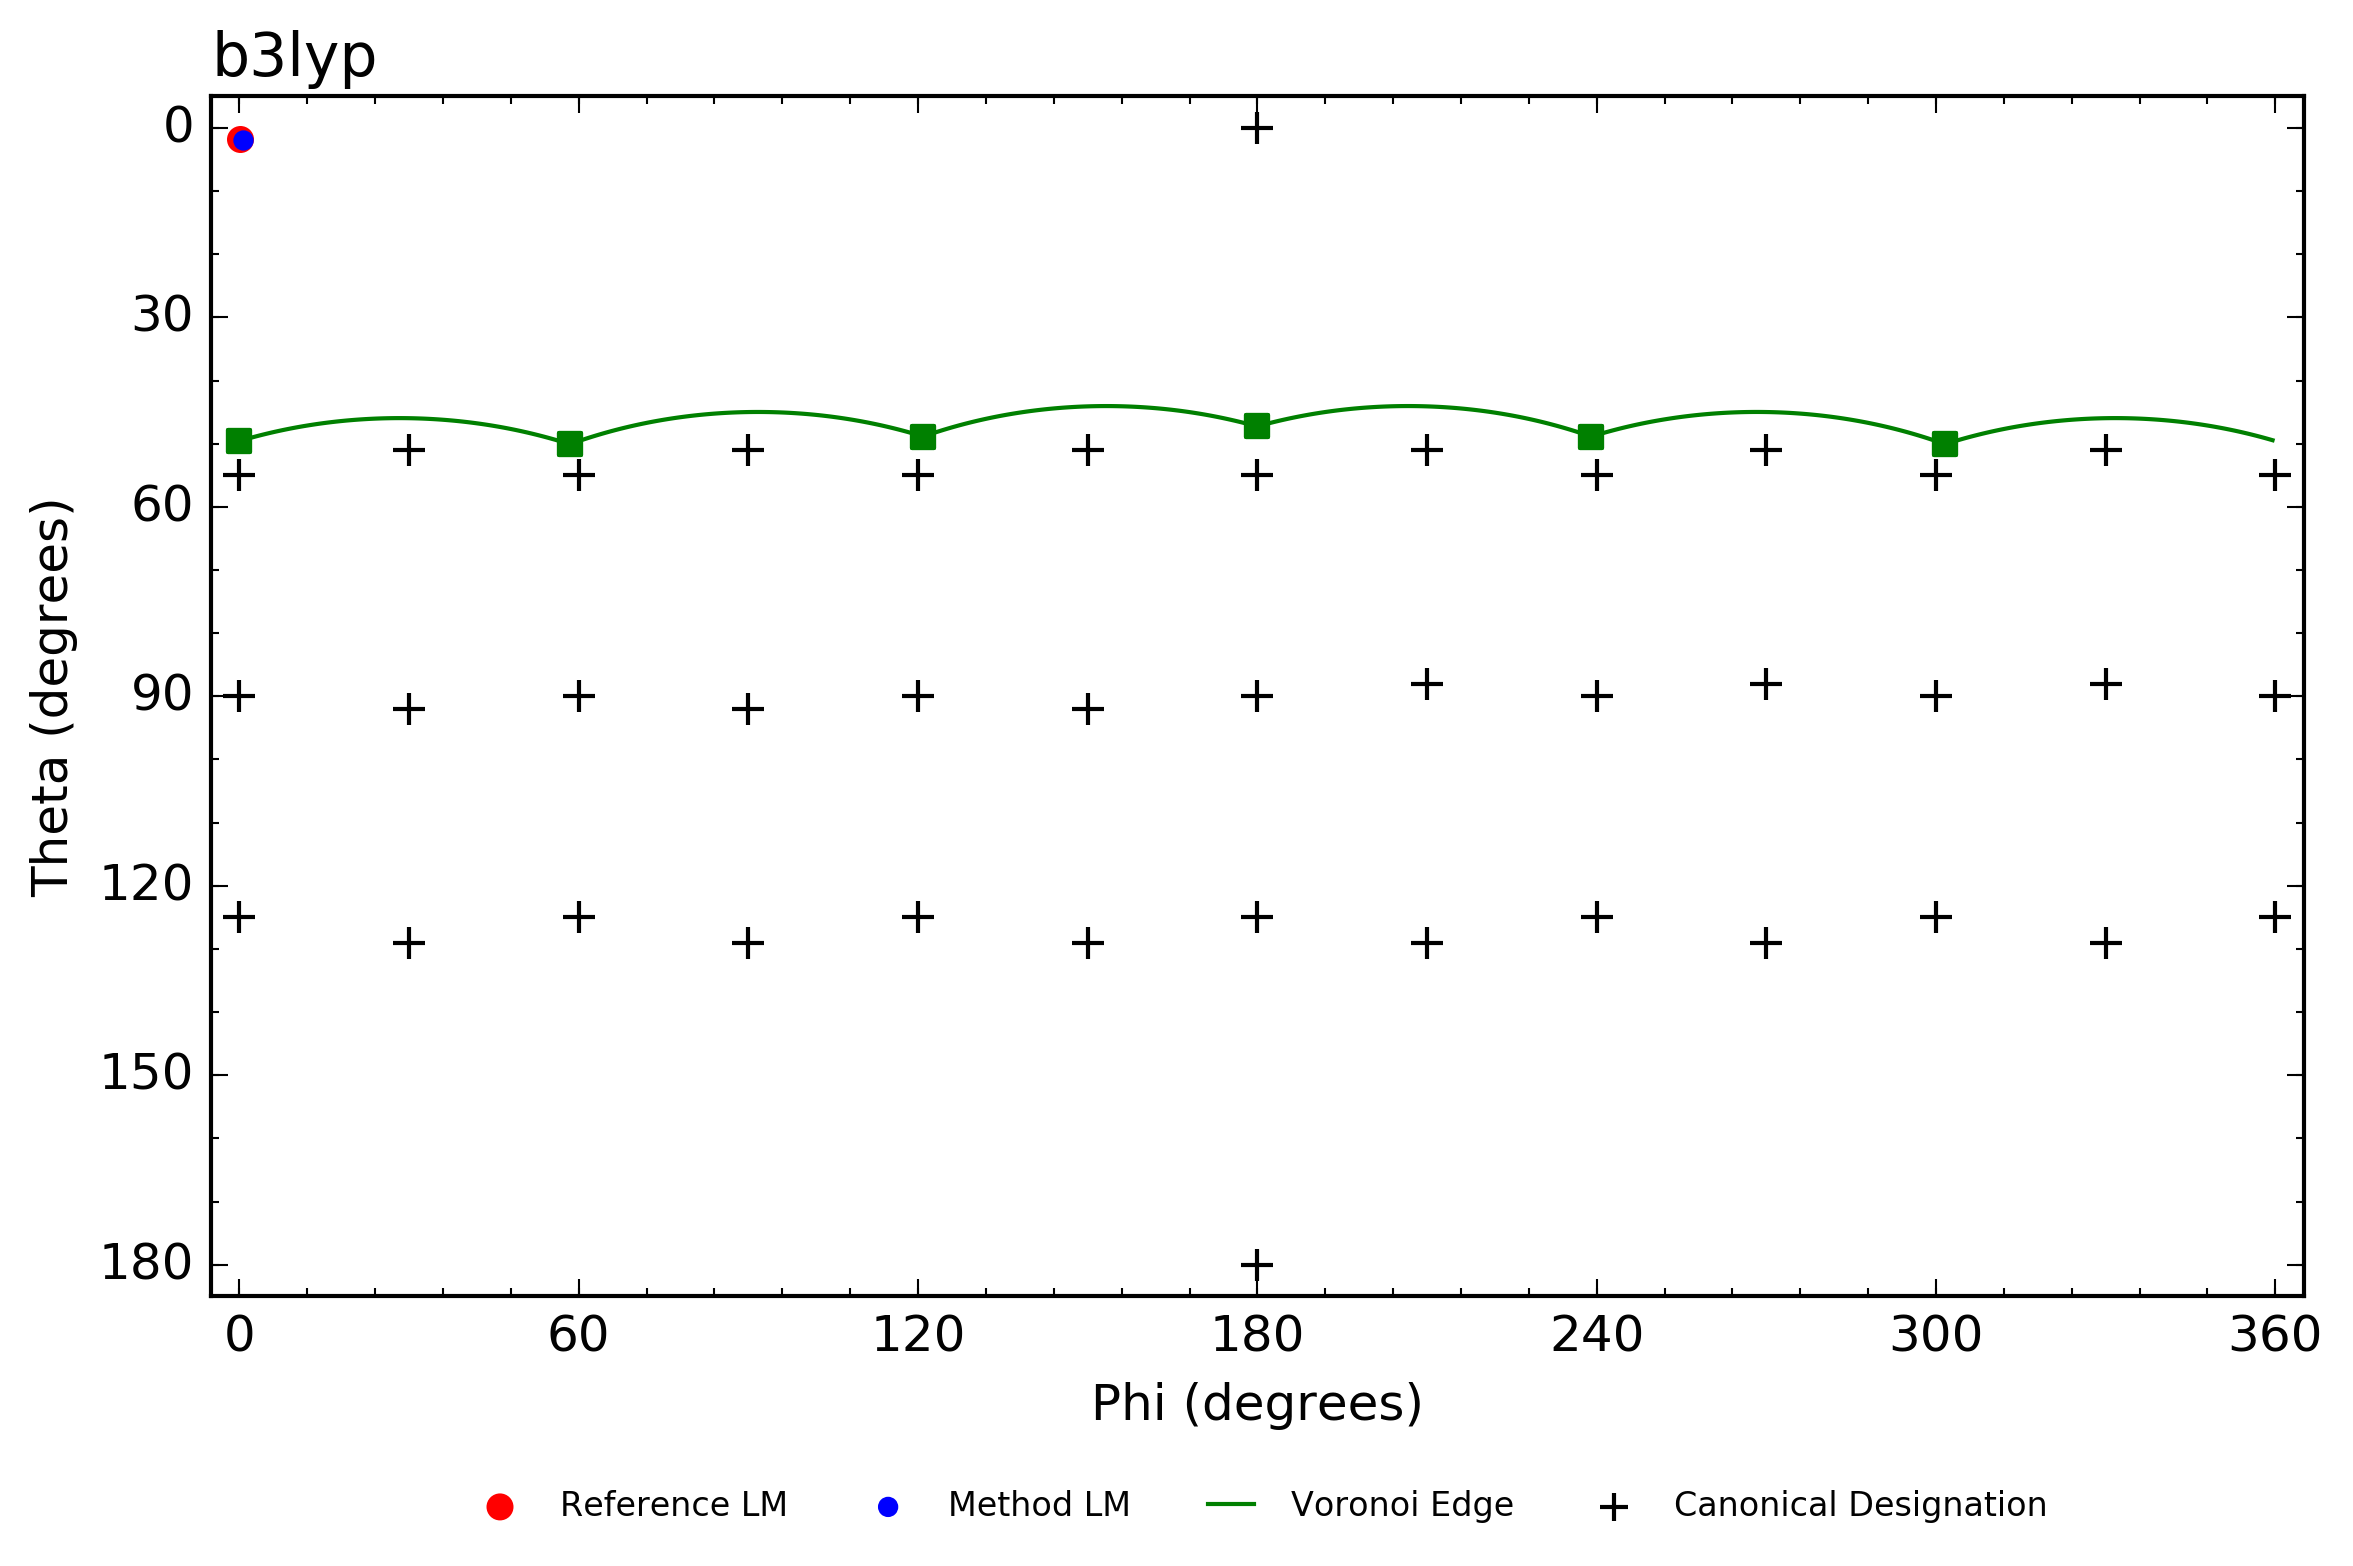 b3lyp
0
30
60
90
120
150
180
Theta (degrees)
0 60 120 180 240 300 360
Phi (degrees)
Reference LM Method LM Voronoi Edge Canonical Designation